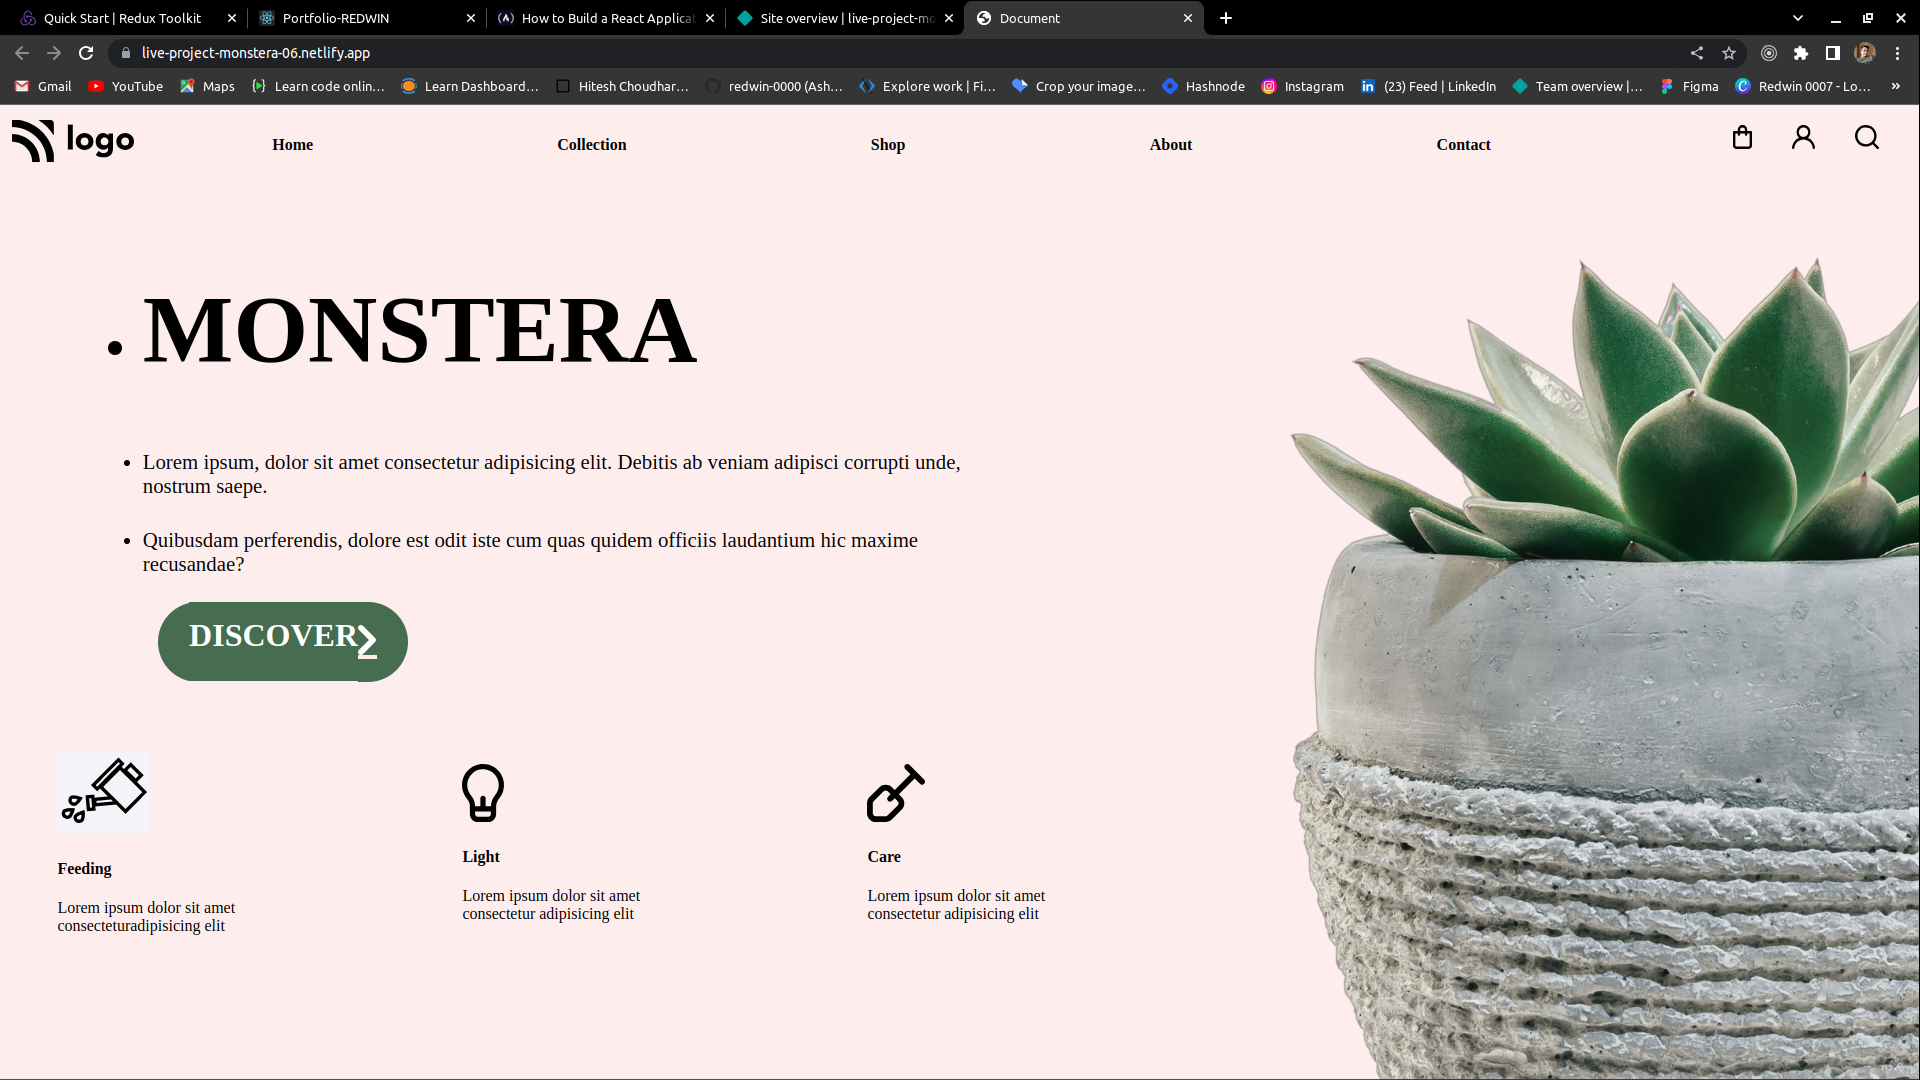 Quick Start | Redux Toolkit
Portfolio-REDWIN
How to Build a React Applicat
Site overview | live-project-mo
Document
live-project-monstera-06.netlify.app
Gmail
YouTube
Maps
Learn code onlin…
Learn Dashboard…
Hitesh Choudhar…
redwin-0000 (Ash…
Explore work | Fi…
Crop your image…
Hashnode
Instagram
(23) Feed | LinkedIn
Team overview |…
Figma
Redwin 0007 - Lo…
logo
Home
Collection
Shop
About
Contact
• MONSTERA
• Lorem ipsum, dolor sit amet consectetur adipisicing elit. Debitis ab veniam adipisci corrupti unde,
nostrum saepe.
• Quibusdam perferendis, dolore est odit iste cum quas quidem officiis laudantium hic maxime
recusandae?
DISCOVER
Feeding
Lorem ipsum dolor sit amet
consecteturadipisicing elit
Light
Lorem ipsum dolor sit amet
consectetur adipisicing elit
Care
Lorem ipsum dolor sit amet
consectetur adipisicing elit